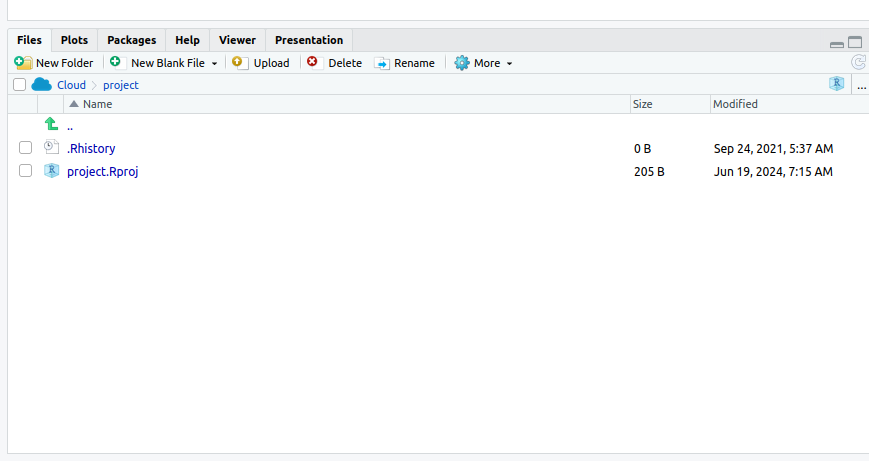 Files Plots Packages Help Viewer Presentation
New Folder New Blank File Upload Delete Rename More
Cloud project R ...
Name Size Modified
..
.Rhistory 0 B Sep 24, 2021, 5:37 AM
R project.Rproj 205 B Jun 19, 2024, 7:15 AM